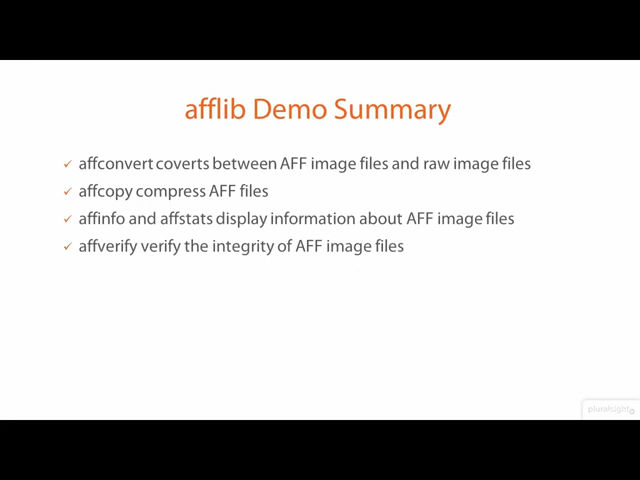 afflib Demo Summary
✓ affconvert coverts between AFF image files and raw image files
✓ affcopy compress AFF files
✓ affinfo and affstats display information about AFF image files
✓ affverify verify the integrity of AFF image files
pluralsight